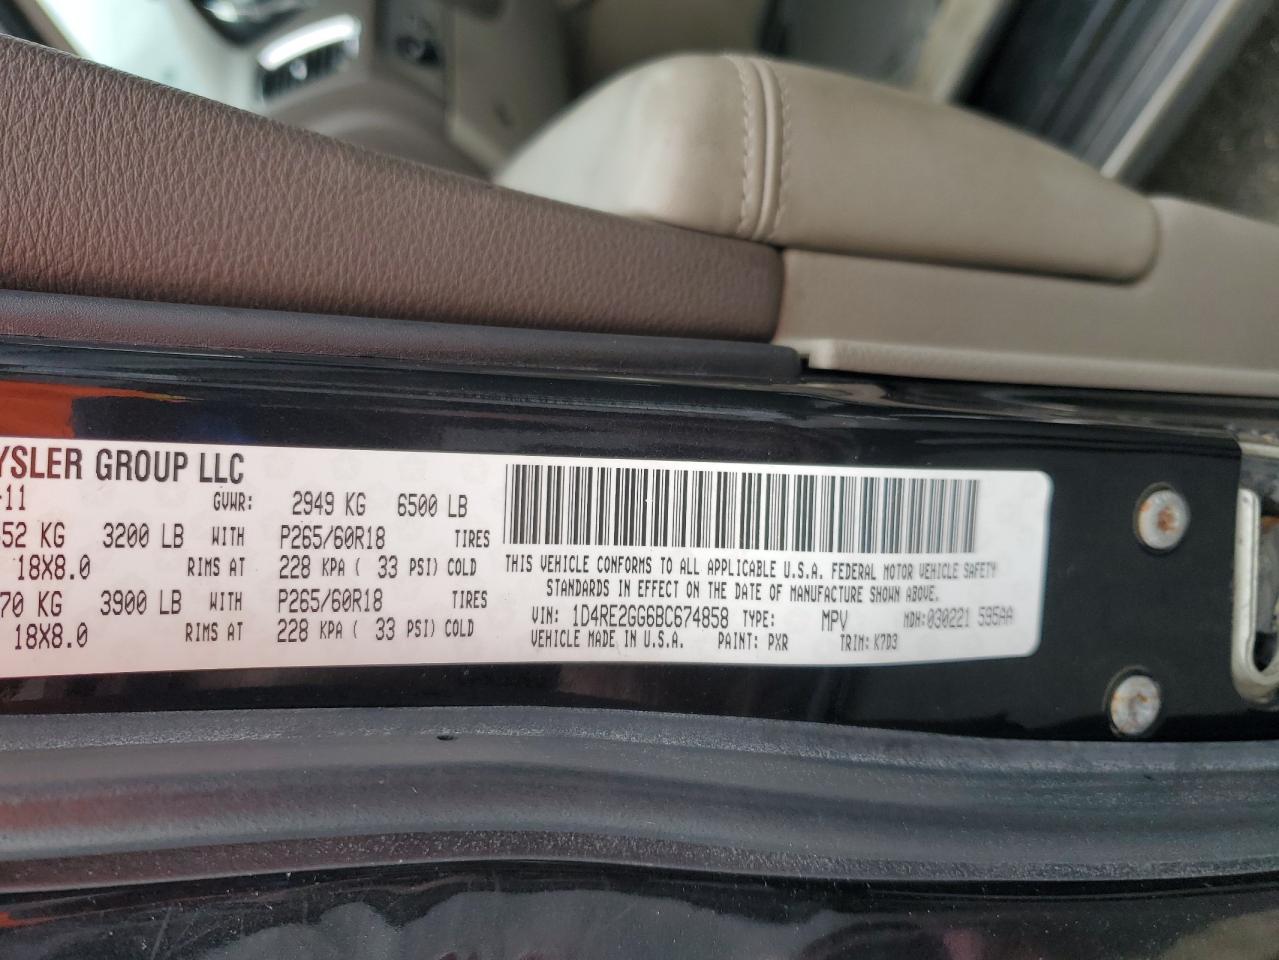 YSLER GROUP LLC
-11 GVWR: 2949 KG 6500 LB
52 KG 3200 LB WITH P265/60R18 TIRES
18X8.0 RIMS AT 228 KPA ( 33 PSI) COLD
70 KG 3900 LB WITH P265/60R18 TIRES
18X8.0 RIMS AT 228 KPA ( 33 PSI) COLD
THIS VEHICLE CONFORMS TO ALL APPLICABLE U.S.A. FEDERAL MOTOR VEHICLE SAFETY
STANDARDS IN EFFECT ON THE DATE OF MANUFACTURE SHOWN ABOVE.
VIN: 1D4RE2GG6BC674858 TYPE: MPV MDH:030221 595AA
VEHICLE MADE IN U.S.A. PAINT: PXR TRIM: K7D3